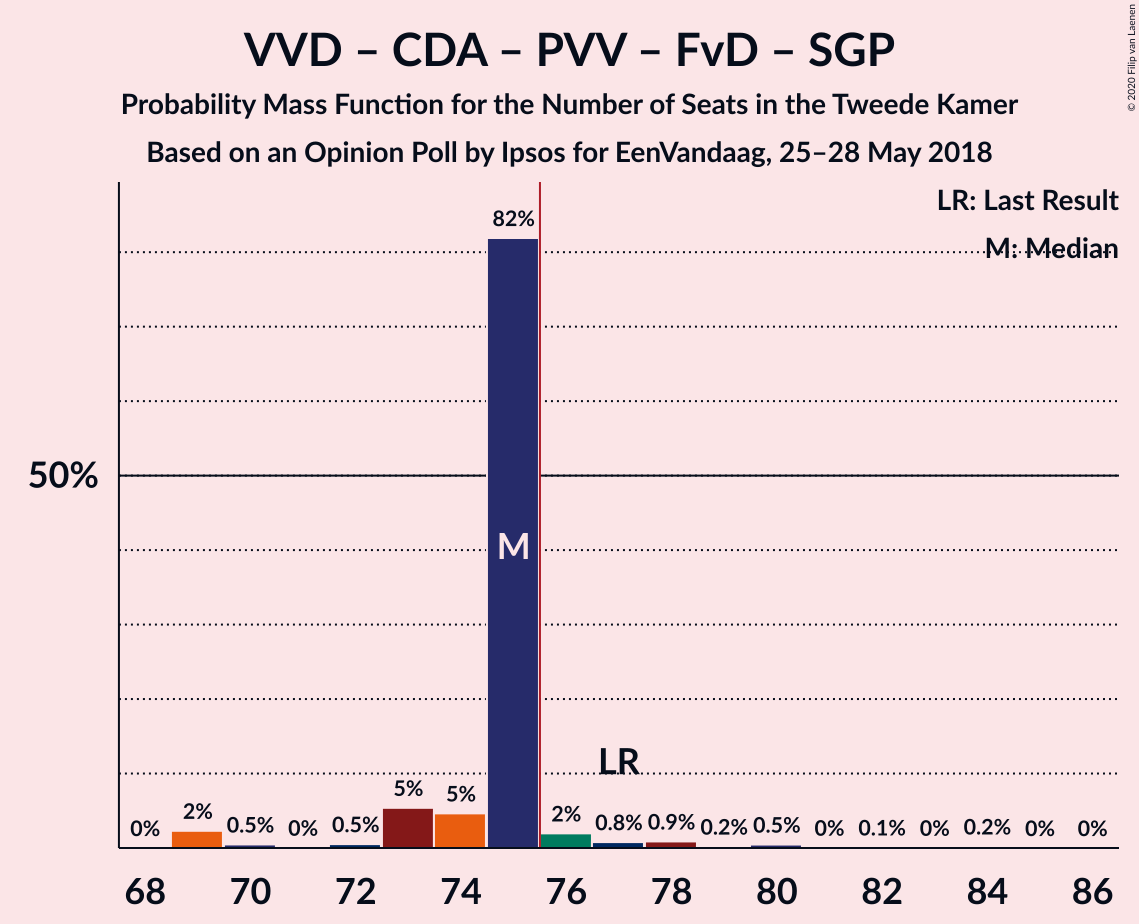 VVD – CDA – PVV – FvD – SGP
Probability Mass Function for the Number of Seats in the Tweede Kamer
Based on an Opinion Poll by Ipsos for EenVandaag, 25–28 May 2018
© 2020 Filip van Laenen
LR: Last Result
M: Median
50%
82%
M
LR
0% 2% 0.5% 0% 0.5% 5% 5% 2% 0.8% 0.9% 0.2% 0.5% 0% 0.1% 0% 0.2% 0% 0%
68 70 72 74 76 78 80 82 84 86